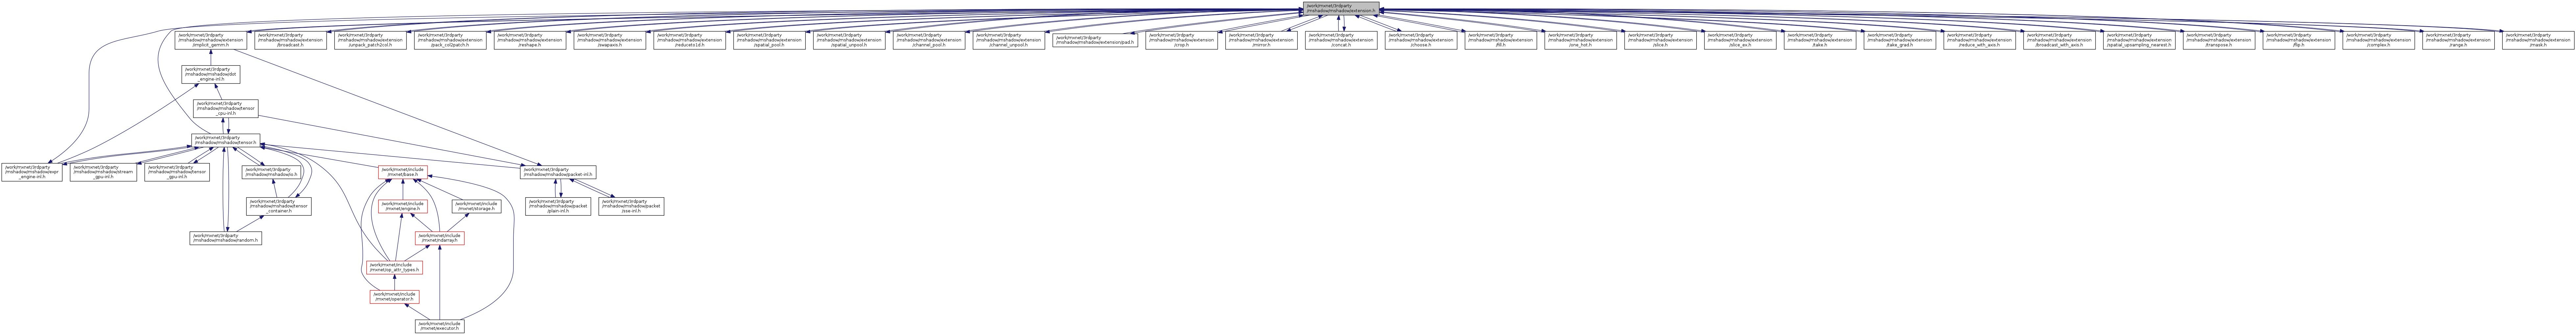 /work/mxnet/3rdparty
/mshadow/mshadow/extension.h
/work/mxnet/3rdparty
/mshadow/mshadow/extension
/implicit_gemm.h
/work/mxnet/3rdparty
/mshadow/mshadow/extension
/broadcast.h
/work/mxnet/3rdparty
/mshadow/mshadow/extension
/unpack_patch2col.h
/work/mxnet/3rdparty
/mshadow/mshadow/extension
/pack_col2patch.h
/work/mxnet/3rdparty
/mshadow/mshadow/extension
/reshape.h
/work/mxnet/3rdparty
/mshadow/mshadow/extension
/swapaxis.h
/work/mxnet/3rdparty
/mshadow/mshadow/extension
/reduceto1d.h
/work/mxnet/3rdparty
/mshadow/mshadow/extension
/spatial_pool.h
/work/mxnet/3rdparty
/mshadow/mshadow/extension
/spatial_unpool.h
/work/mxnet/3rdparty
/mshadow/mshadow/extension
/channel_pool.h
/work/mxnet/3rdparty
/mshadow/mshadow/extension
/channel_unpool.h
/work/mxnet/3rdparty
/mshadow/mshadow/extension/pad.h
/work/mxnet/3rdparty
/mshadow/mshadow/extension
/crop.h
/work/mxnet/3rdparty
/mshadow/mshadow/extension
/mirror.h
/work/mxnet/3rdparty
/mshadow/mshadow/extension
/concat.h
/work/mxnet/3rdparty
/mshadow/mshadow/extension
/choose.h
/work/mxnet/3rdparty
/mshadow/mshadow/extension
/fill.h
/work/mxnet/3rdparty
/mshadow/mshadow/extension
/one_hot.h
/work/mxnet/3rdparty
/mshadow/mshadow/extension
/slice.h
/work/mxnet/3rdparty
/mshadow/mshadow/extension
/slice_ex.h
/work/mxnet/3rdparty
/mshadow/mshadow/extension
/take.h
/work/mxnet/3rdparty
/mshadow/mshadow/extension
/take_grad.h
/work/mxnet/3rdparty
/mshadow/mshadow/extension
/reduce_with_axis.h
/work/mxnet/3rdparty
/mshadow/mshadow/extension
/broadcast_with_axis.h
/work/mxnet/3rdparty
/mshadow/mshadow/extension
/spatial_upsampling_nearest.h
/work/mxnet/3rdparty
/mshadow/mshadow/extension
/transpose.h
/work/mxnet/3rdparty
/mshadow/mshadow/extension
/flip.h
/work/mxnet/3rdparty
/mshadow/mshadow/extension
/complex.h
/work/mxnet/3rdparty
/mshadow/mshadow/extension
/range.h
/work/mxnet/3rdparty
/mshadow/mshadow/extension
/mask.h
/work/mxnet/3rdparty
/mshadow/mshadow/dot
_engine-inl.h
/work/mxnet/3rdparty
/mshadow/mshadow/tensor
_cpu-inl.h
/work/mxnet/3rdparty
/mshadow/mshadow/tensor.h
/work/mxnet/3rdparty
/mshadow/mshadow/expr
_engine-inl.h
/work/mxnet/3rdparty
/mshadow/mshadow/stream
_gpu-inl.h
/work/mxnet/3rdparty
/mshadow/mshadow/tensor
_gpu-inl.h
/work/mxnet/3rdparty
/mshadow/mshadow/io.h
/work/mxnet/include
/mxnet/base.h
/work/mxnet/3rdparty
/mshadow/mshadow/packet-inl.h
/work/mxnet/3rdparty
/mshadow/mshadow/tensor
_container.h
/work/mxnet/include
/mxnet/engine.h
/work/mxnet/include
/mxnet/storage.h
/work/mxnet/3rdparty
/mshadow/mshadow/packet
/plain-inl.h
/work/mxnet/3rdparty
/mshadow/mshadow/packet
/sse-inl.h
/work/mxnet/3rdparty
/mshadow/mshadow/random.h
/work/mxnet/include
/mxnet/ndarray.h
/work/mxnet/include
/mxnet/op_attr_types.h
/work/mxnet/include
/mxnet/operator.h
/work/mxnet/include
/mxnet/executor.h